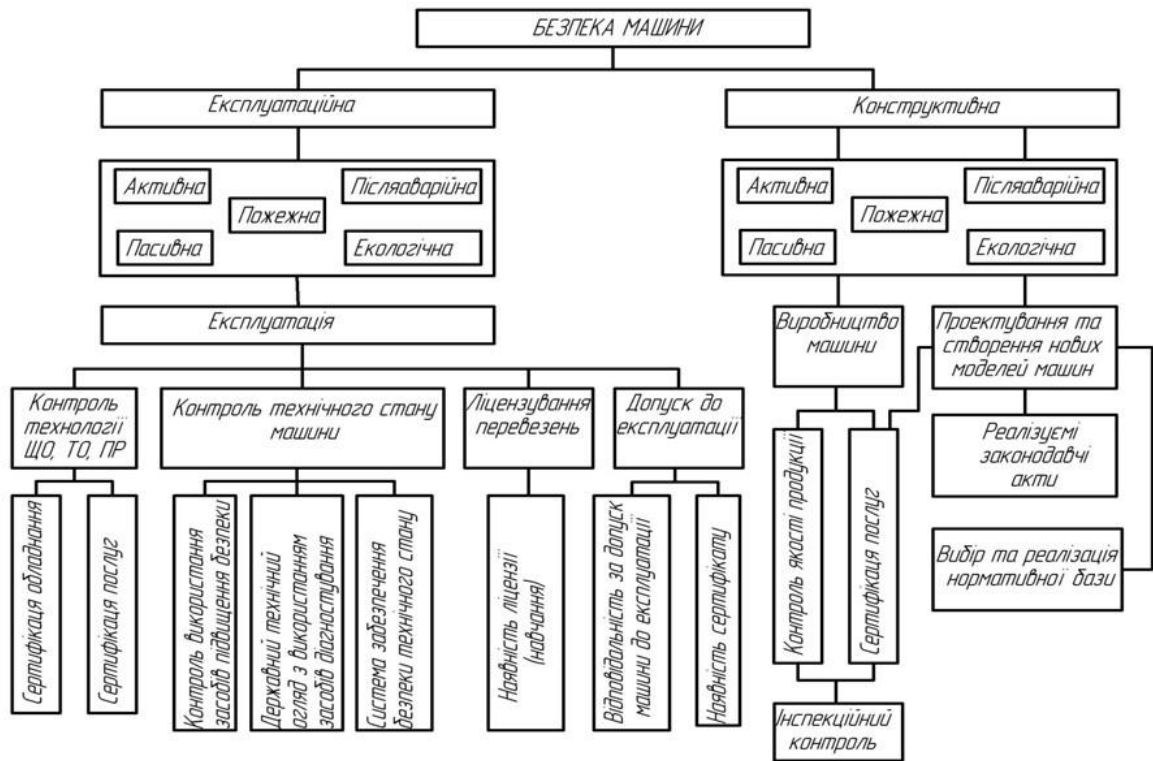 БЕЗПЕКА МАШИНИ
Експлуатаційна
Конструктивна
Активна
Післяаварійна
Пожежна
Пасивна
Екологічна
Активна
Післяаварійна
Пожежна
Пасивна
Екологічна
Експлуатація
Виробництво
машини
Проектування та
створення нових
моделей машин
Контроль
технології
ЩО, ТО, ПР
Контроль технічного стану
машини
Ліцензування
перевезень
Допуск до
експлуатації
Реалізуємі
законодавчі
акти
Сертифікація обладнання
Сертифікація послуг
Контроль використання
засобів підвищення безпеки
Державний технічний
огляд з використанням
засобів діагностування
Система забезпечення
безпеки технічного стану
Наявність ліцензії
(навчання)
Відповідальність за допуск
машини до експлуатації
Наявність сертифікату
Контроль якості продукції
Сертифікація послуг
Вибір та реалізація
нормативної бази
Інспекційний
контроль